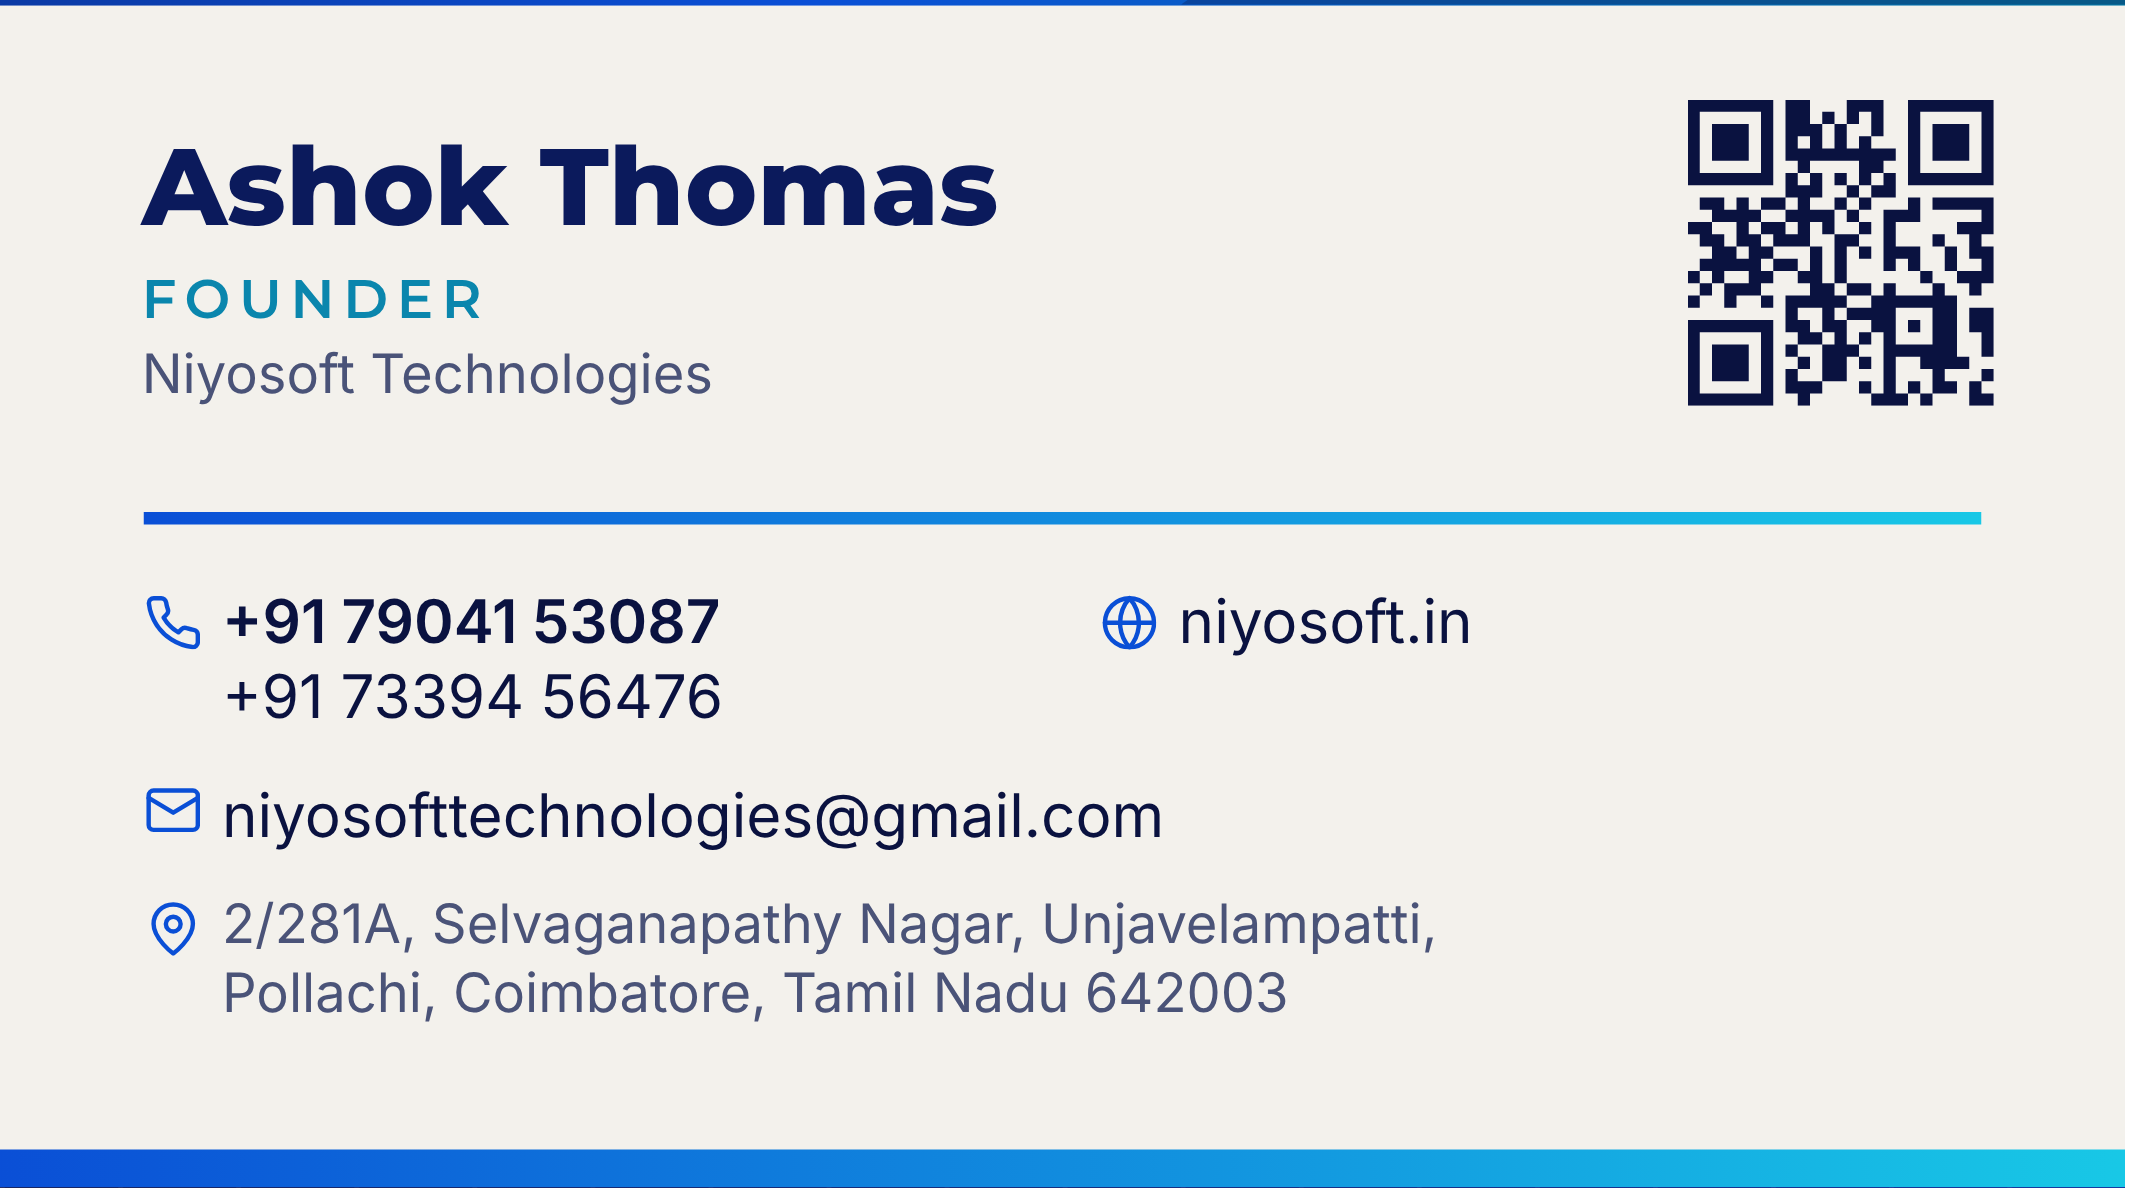 Ashok Thomas
FOUNDER
Niyosoft Technologies
+91 79041 53087
+91 73394 56476
niyosoft.in
niyosofttechnologies@gmail.com
2/281A, Selvaganapathy Nagar, Unjavelampatti,
Pollachi, Coimbatore, Tamil Nadu 642003